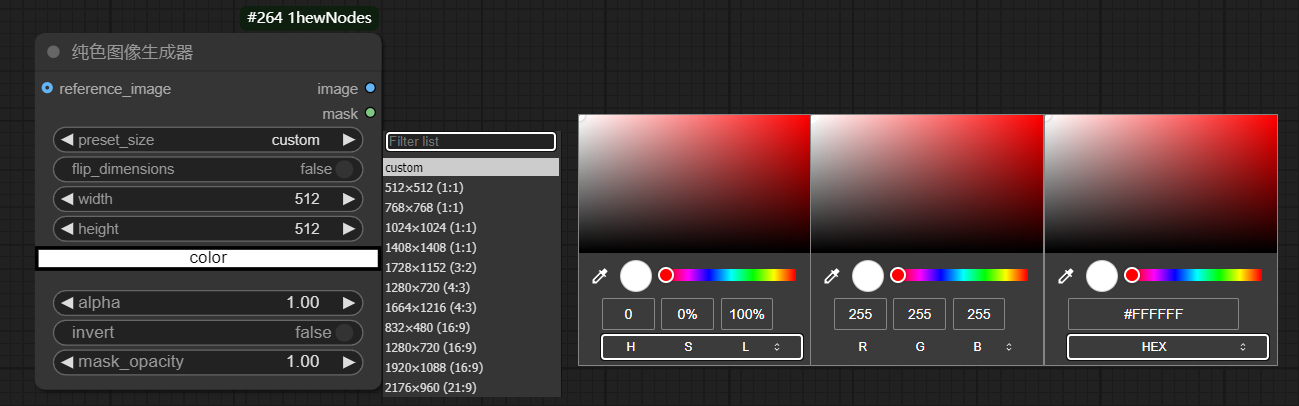 #264 1hewNodes
纯色图像生成器
reference_image
image
mask
preset_size custom
flip_dimensions false
width 512
height 512
color
alpha 1.00
invert false
mask_opacity 1.00
Filter list
custom
512×512 (1:1)
768×768 (1:1)
1024×1024 (1:1)
1408×1408 (1:1)
1728×1152 (3:2)
1280×720 (4:3)
1664×1216 (4:3)
832×480 (16:9)
1280×720 (16:9)
1920×1088 (16:9)
2176×960 (21:9)
0 0% 100%
H S L
255 255 255
R G B
#FFFFFF
HEX